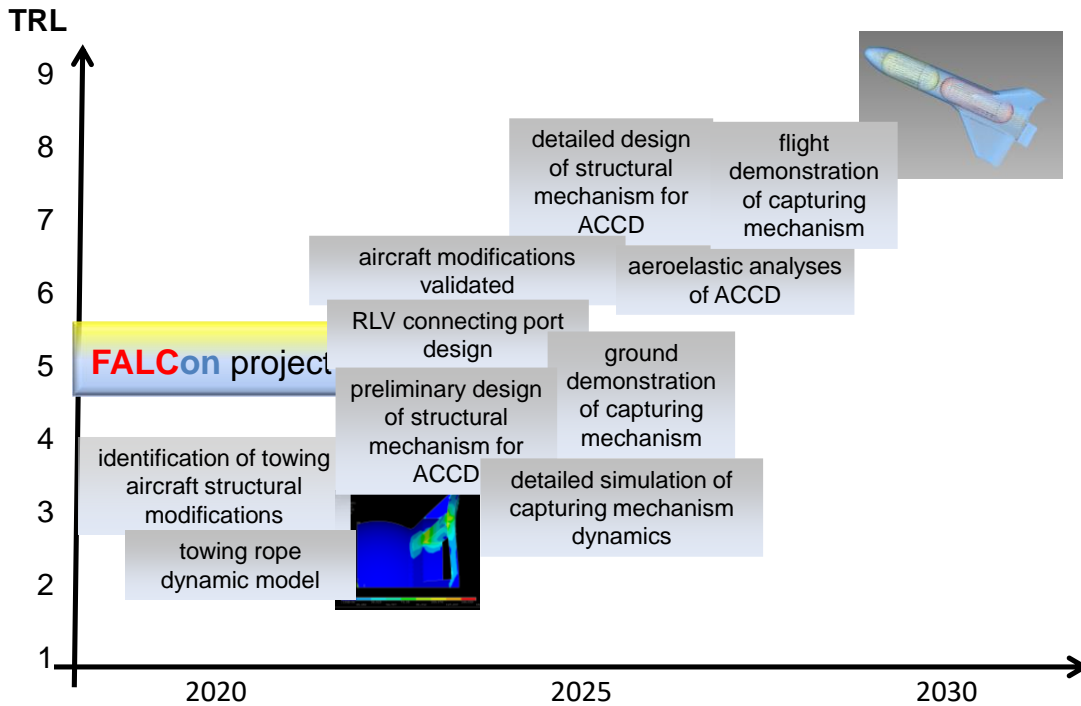 TRL
9
8
7
6
5
4
3
2
1
detailed design
of structural
mechanism for
ACCD
flight
demonstration
of capturing
mechanism
aircraft modifications
validated
aeroelastic analyses
of ACCD
RLV connecting port
design
FALCon project
ground
demonstration
of capturing
mechanism
preliminary design
of structural
mechanism for
ACCD
identification of towing
aircraft structural
modifications
detailed simulation of
capturing mechanism
dynamics
towing rope
dynamic model
2020
2025
2030